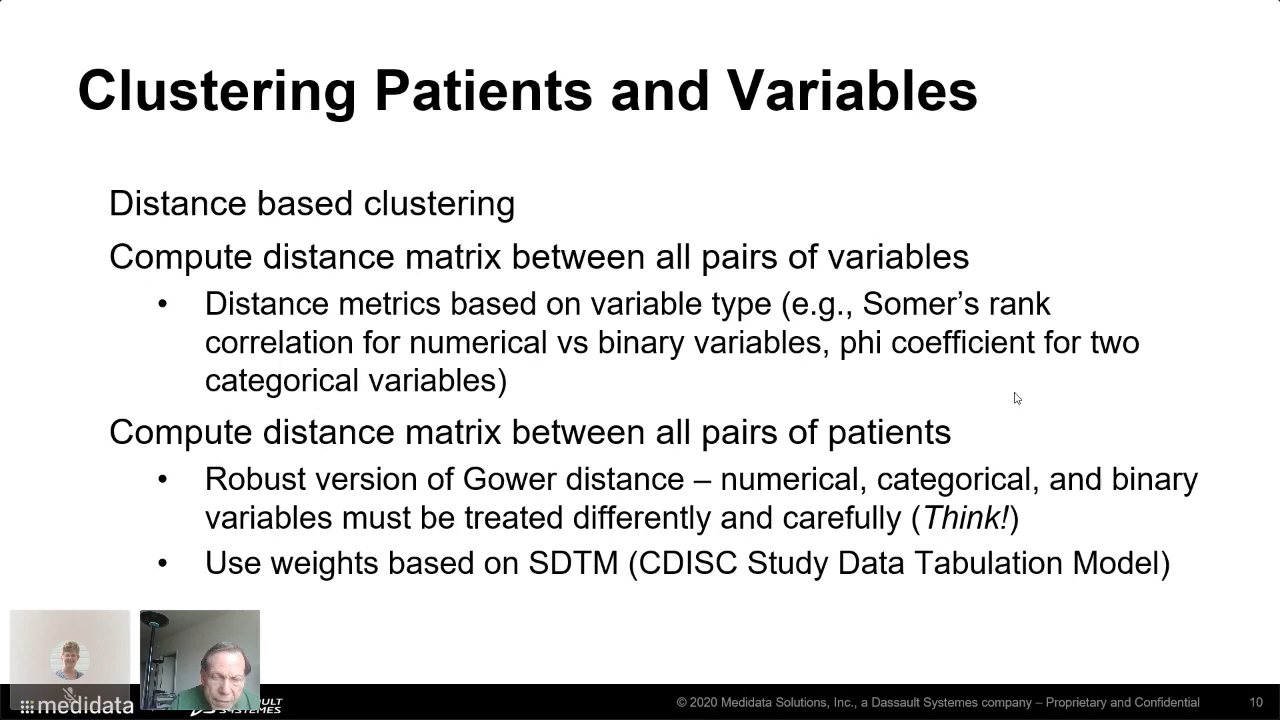 Clustering Patients and Variables
Distance based clustering
Compute distance matrix between all pairs of variables
• Distance metrics based on variable type (e.g., Somer’s rank
correlation for numerical vs binary variables, phi coefficient for two
categorical variables)
Compute distance matrix between all pairs of patients
• Robust version of Gower distance – numerical, categorical, and binary
variables must be treated differently and carefully (Think!)
• Use weights based on SDTM (CDISC Study Data Tabulation Model)
medidata
© 2020 Medidata Solutions, Inc., a Dassault Systemes company – Proprietary and Confidential
10